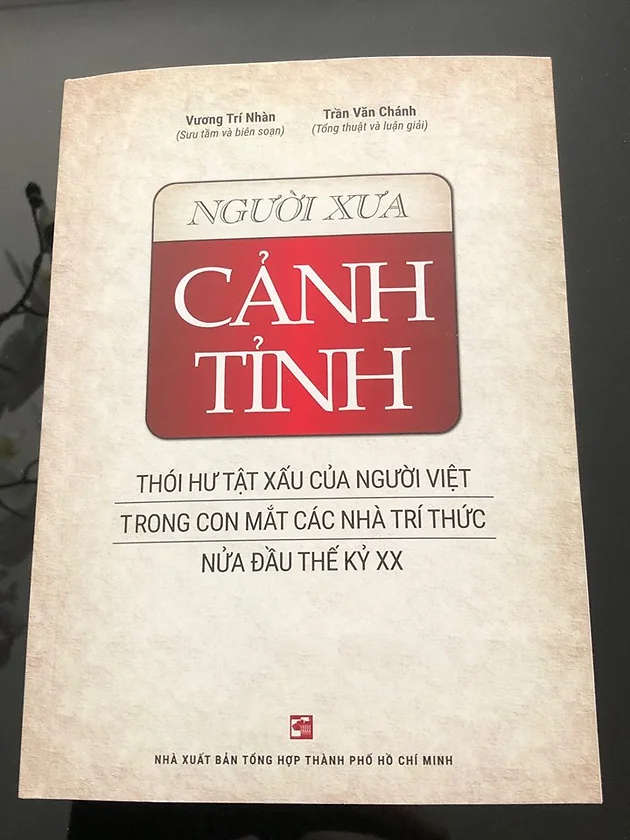 Vương Trí Nhàn
(Sưu tầm và biên soạn)
Trần Văn Chánh
(Tổng thuật và luận giải)
NGƯỜI XƯA
CẢNH
TỈNH
THÓI HƯ TẬT XẤU CỦA NGƯỜI VIỆT
TRONG CON MẮT CÁC NHÀ TRÍ THỨC
NỬA ĐẦU THẾ KỶ XX
NHÀ XUẤT BẢN TỔNG HỢP THÀNH PHỐ HỒ CHÍ MINH